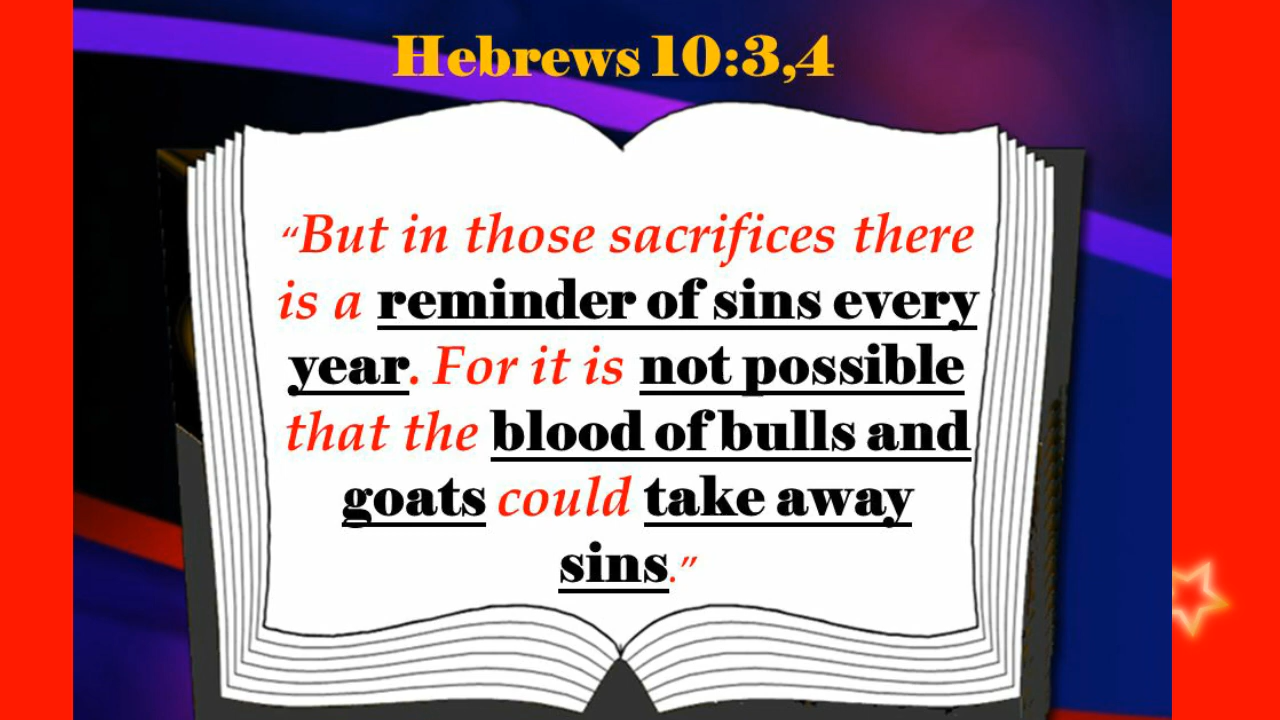 Hebrews 10:3,4
“But in those sacrifices there
is a reminder of sins every
year. For it is not possible
that the blood of bulls and
goats could take away
sins.”